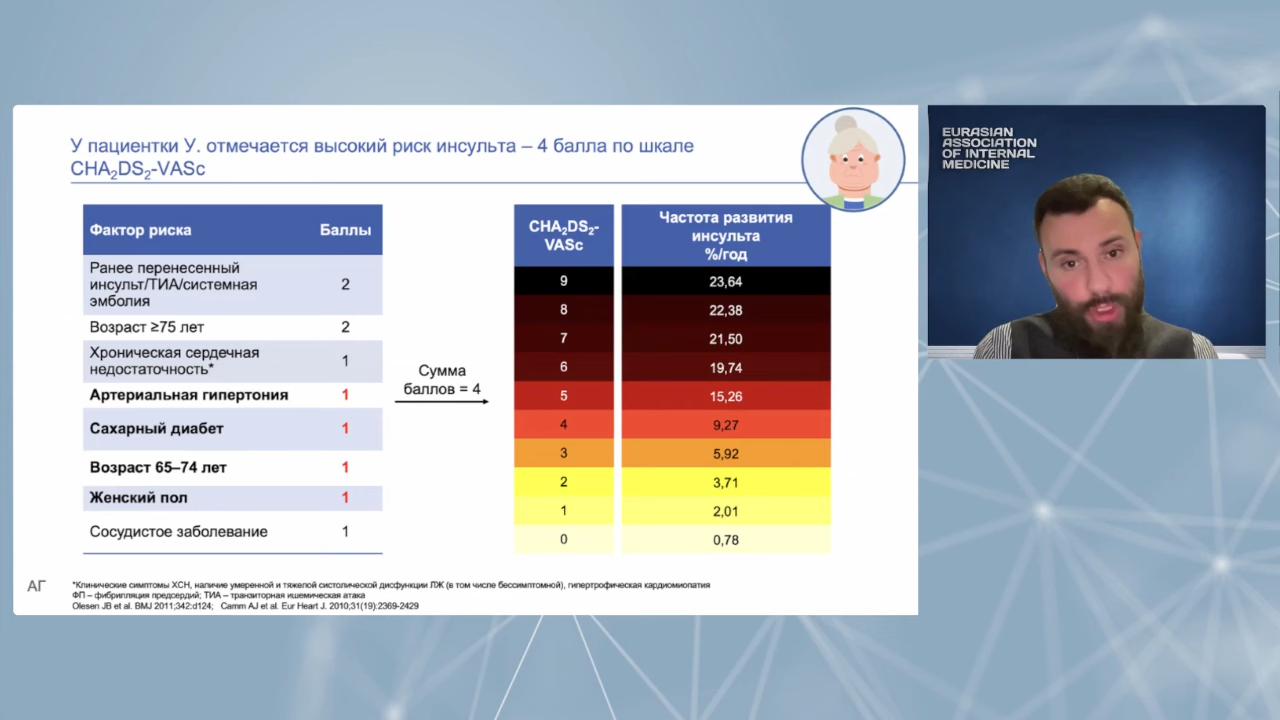 У пациентки У. отмечается высокий риск инсульта – 4 балла по шкале
CHA₂DS₂-VASc
Фактор риска Баллы
Ранее перенесенный
инсульт/ТИА/системная
эмболия
2
Возраст ≥75 лет 2
Хроническая сердечная
недостаточность*
1
Артериальная гипертония 1
Сахарный диабет 1
Возраст 65–74 лет 1
Женский пол 1
Сосудистое заболевание 1
Сумма
баллов = 4
CHA₂DS₂-
VASc
Частота развития
инсульта
%/год
9 23,64
8 22,38
7 21,50
6 19,74
5 15,26
4 9,27
3 5,92
2 3,71
1 2,01
0 0,78
АГ
*Клинические симптомы ХСН, наличие умеренной и тяжелой систолической дисфункции ЛЖ (в том числе бессимптомной), гипертрофическая кардиомиопатия
ФП – фибрилляция предсердий; ТИА – транзиторная ишемическая атака
Olesen JB et al. BMJ 2011;342:d124; Camm AJ et al. Eur Heart J. 2010;31(19):2369-2429
EURASIAN
ASSOCIATION
OF INTERNAL
MEDICINE